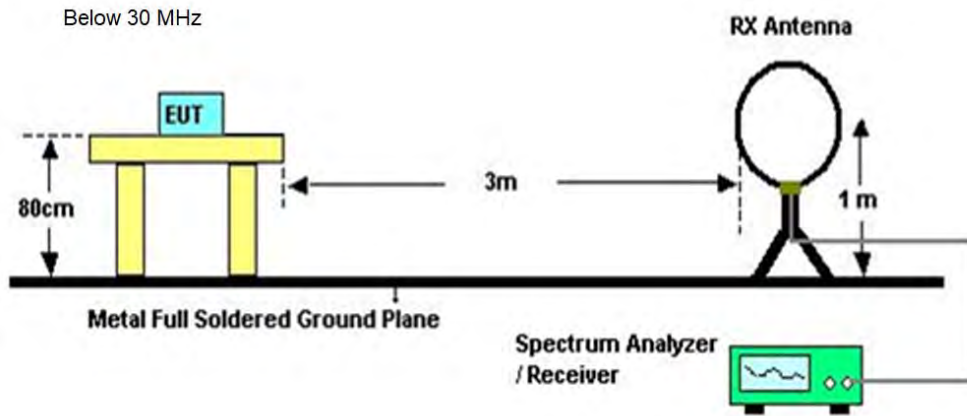 Below 30 MHz
RX Antenna
EUT
3m
80cm
1 m
Metal Full Soldered Ground Plane
Spectrum Analyzer
/ Receiver